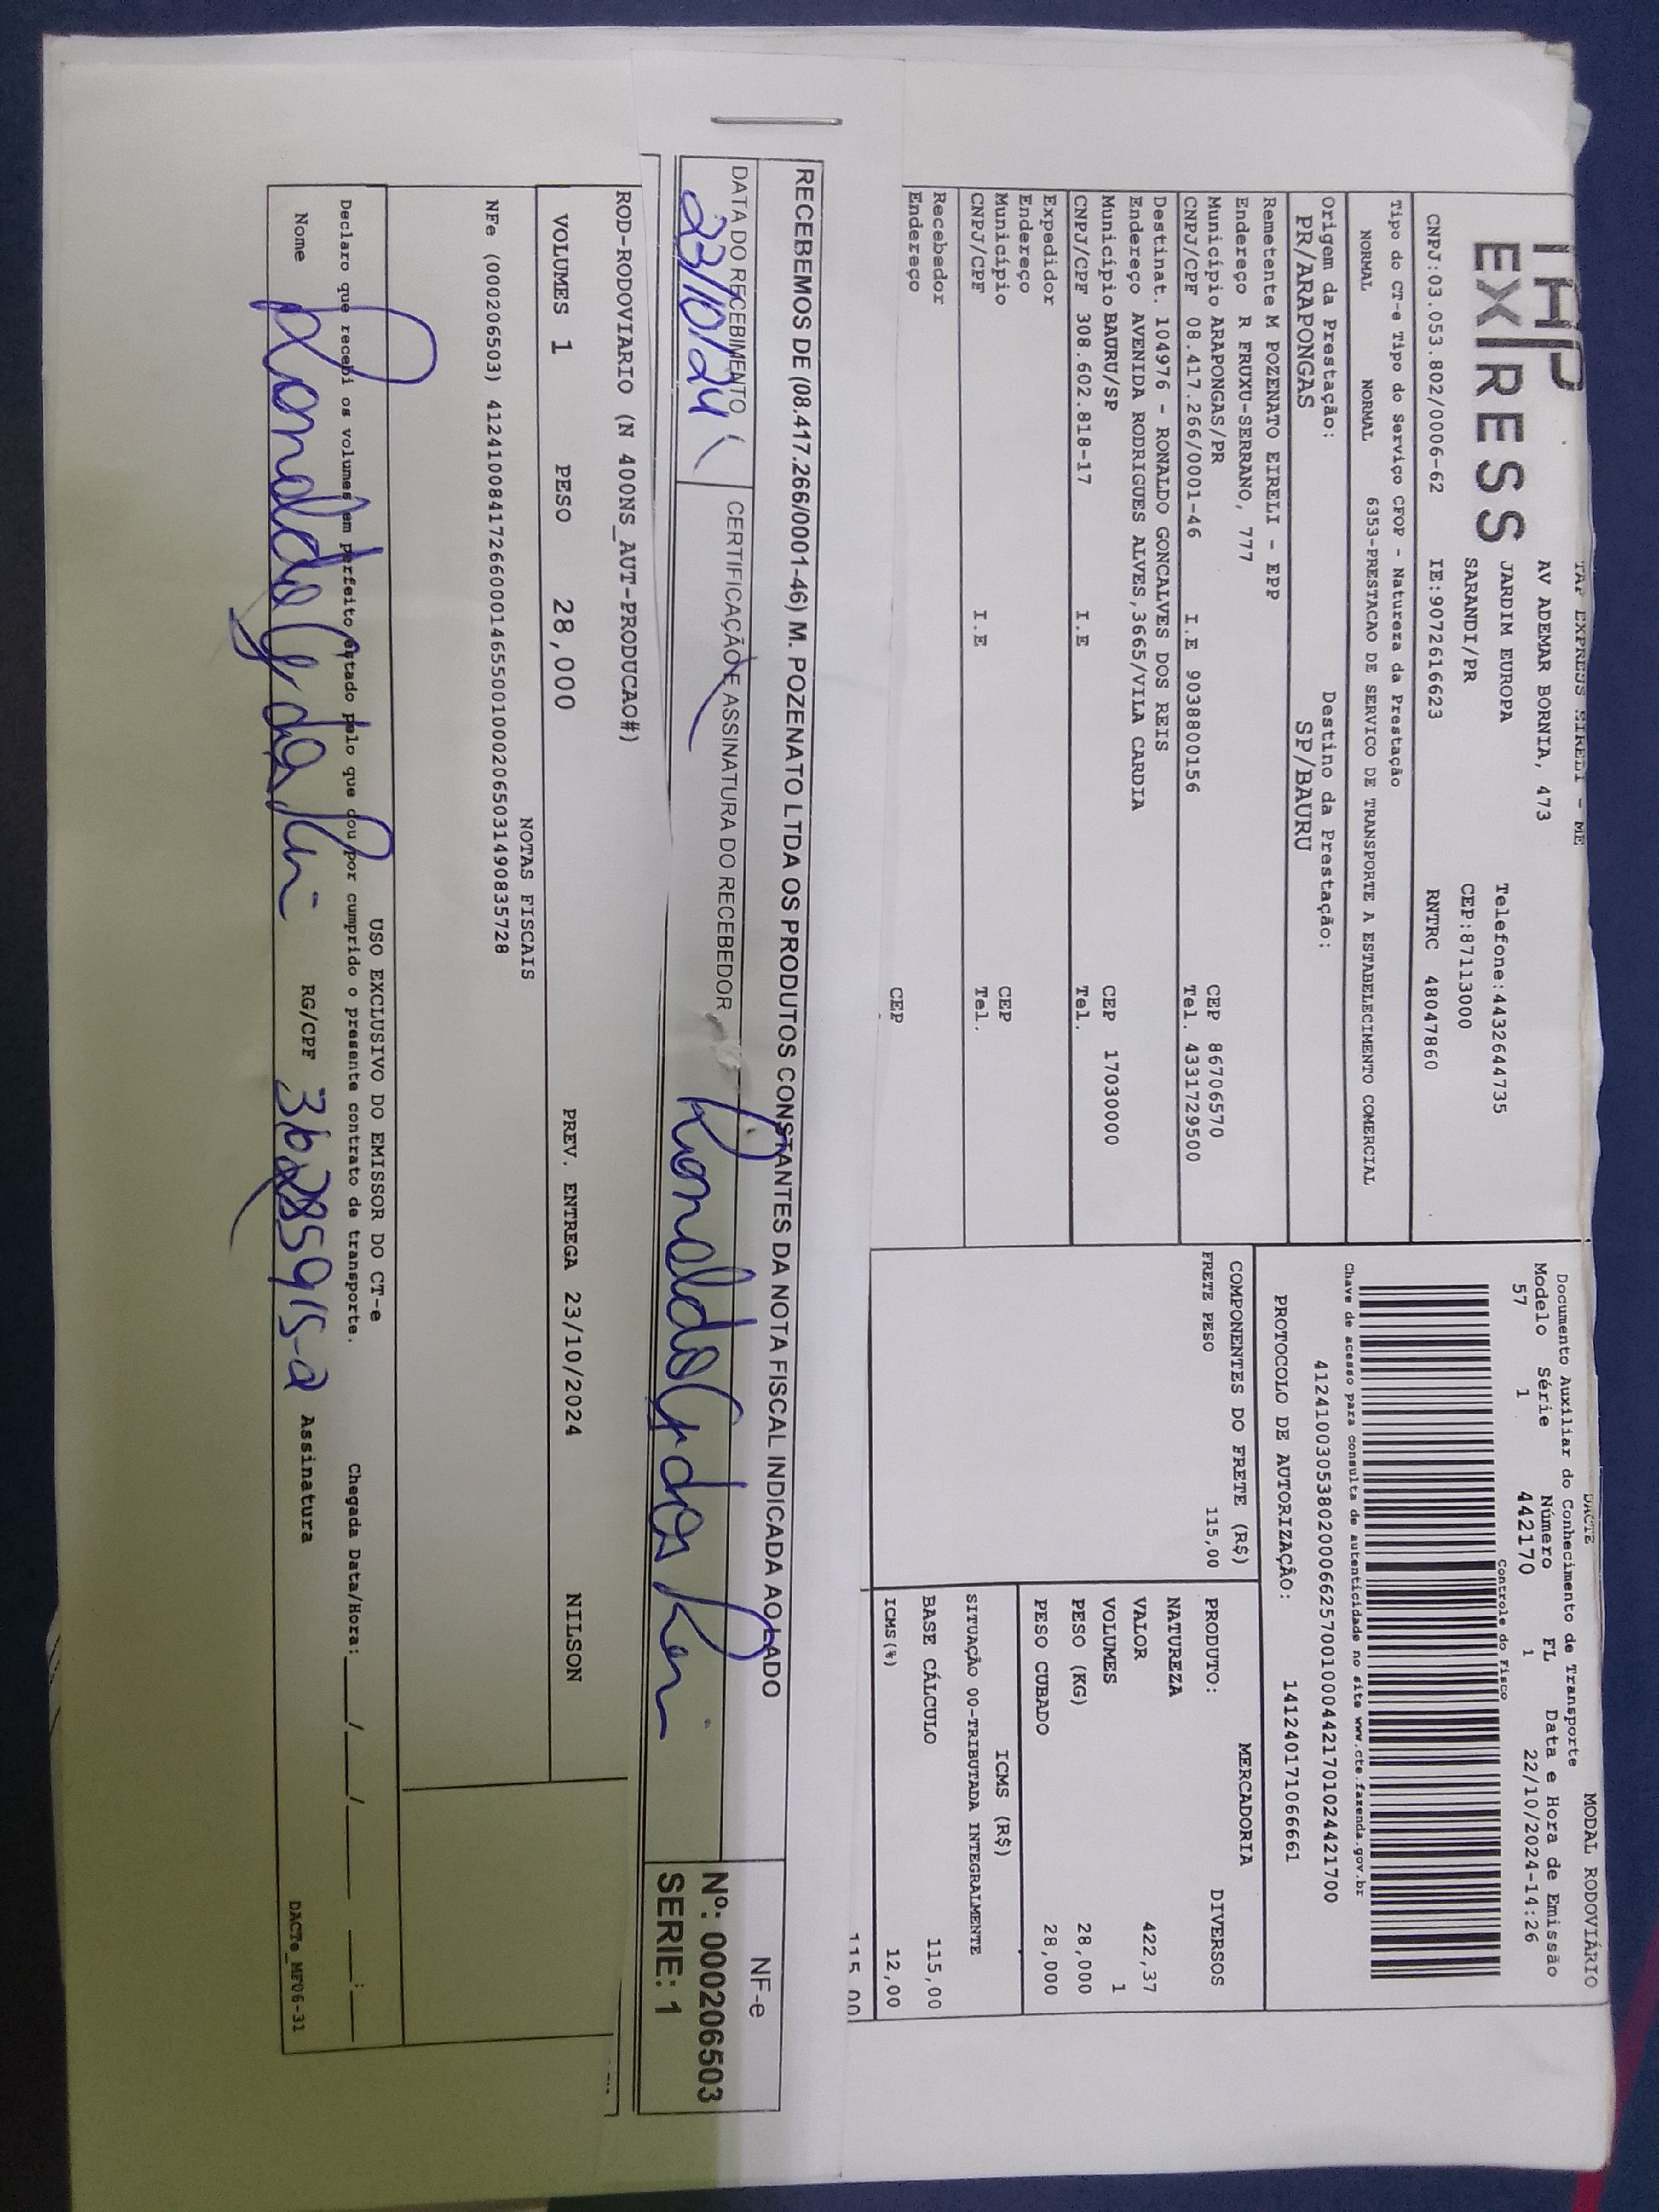 TAP EXPRESS EIRELI - ME
EXPRESS
AV ADEMAR BORNIA, 473
JARDIM EUROPA Telefone:4432644735
SARANDI/PR CEP:87113000
CNPJ:03.053.802/0006-62 IE:9072616623 RNTRC 48047860
Tipo do CT-e Tipo do Serviço CFOP - Natureza da Prestação
NORMAL NORMAL 6353-PRESTACAO DE SERVICO DE TRANSPORTE A ESTABELECIMENTO COMERCIAL
Origem da Prestação: Destino da Prestação:
PR/ARAPONGAS SP/BAURU
Remetente M POZENATO EIRELI - EPP
Endereço R FRUXU-SERRANO, 777
Município ARAPONGAS/PR CEP 86706570
CNPJ/CPF 08.417.266/0001-46 I.E 9038800156 Tel. 4331729500
Destinat. 104976 - RONALDO GONCALVES DOS REIS
Endereço AVENIDA RODRIGUES ALVES,3665/VILA CARDIA
Município BAURU/SP CEP 17030000
CNPJ/CPF 308.602.818-17 I.E Tel.
Expedidor
Endereço
Município CEP
CNPJ/CPF I.E Tel.
Recebedor
Endereço
CEP
DACTE MODAL RODOVIÁRIO
Documento Auxiliar do Conhecimento de Transporte
Modelo Série Número FL Data e Hora de Emissão
57 1 442170 1 22/10/2024-14:26
Controle do Fisco
Chave de acesso para consulta de autenticidade no site www.cte.fazenda.gov.br
41241003053802000662570010004421701024421700
PROTOCOLO DE AUTORIZAÇÃO: 141240171066661
COMPONENTES DO FRETE (R$)
FRETE PESO 115,00
MERCADORIA
PRODUTO: DIVERSOS
NATUREZA
VALOR 422,37
VOLUMES 1
PESO (KG) 28,000
PESO CUBADO 28,000
ICMS (R$)
SITUAÇÃO 00-TRIBUTADA INTEGRALMENTE
BASE CÁLCULO 115,00
ICMS(%) 12,00
115,00
RECEBEMOS DE (08.417.266/0001-46) M. POZENATO LTDA OS PRODUTOS CONSTANTES DA NOTA FISCAL INDICADA AO LADO
NF-e
Nº: 000206503
SERIE: 1
DATA DO RECEBIMENTO CERTIFICAÇÃO E ASSINATURA DO RECEBEDOR
23/10/24 Ronaldo G dos Reis
ROD-RODOVIARIO (N 400NS_AUT-PRODUCAO#)
VOLUMES 1 PESO 28,000 PREV. ENTREGA 23/10/2024 NILSON
NOTAS FISCAIS
NFe (000206503) 41241008417266000146550010002065031490835728
USO EXCLUSIVO DO EMISSOR DO CT-e
Declaro que recebi os volumes em perfeito estado pelo que dou por cumprido o presente contrato de transporte. Chegada Data/Hora:___/___/____ __:__
Nome Ronaldo G dos Reis RG/CPF Assinatura
DACTe_MF06-31